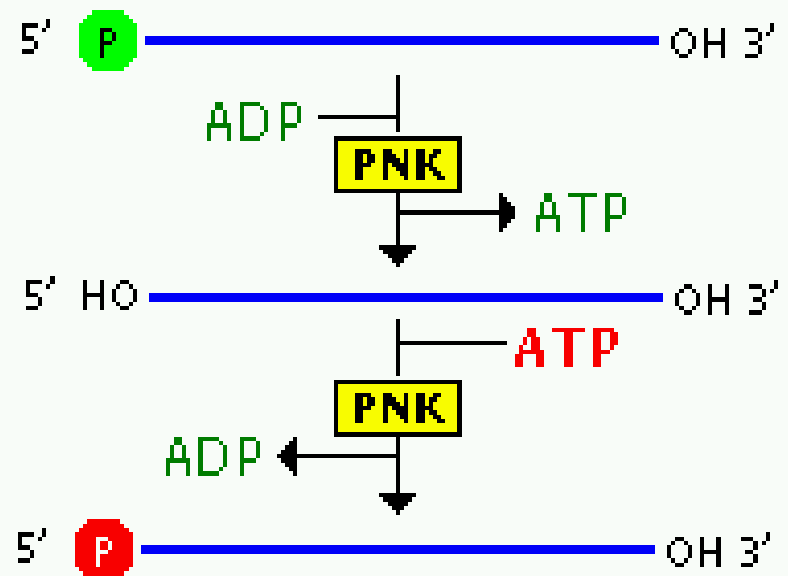 5' P OH 3'
ADP
PNK
ATP
5' HO OH 3'
ATP
PNK
ADP
5' P OH 3'